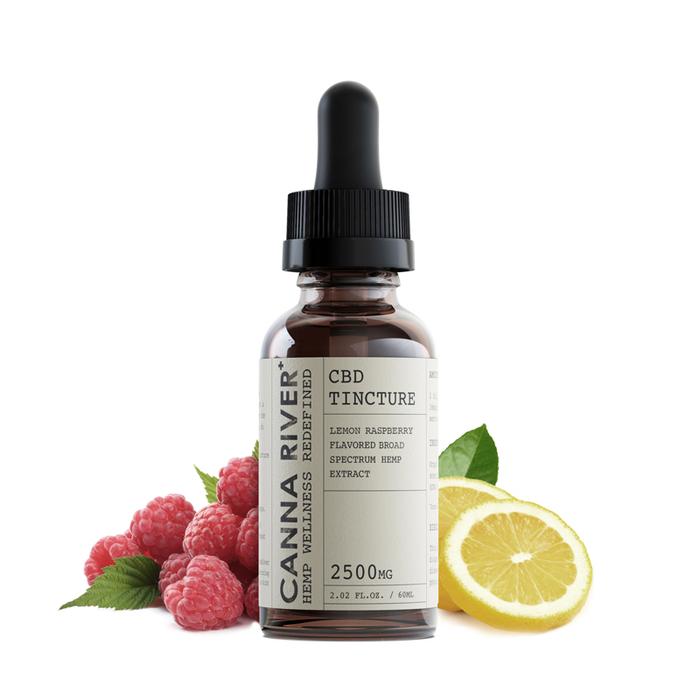 CANNA RIVER+
HEMP WELLNESS REDEFINED
CBD
TINCTURE
LEMON RASPBERRY
FLAVORED BROAD
SPECTRUM HEMP
EXTRACT
2500MG
2.02 FL.OZ. / 60ML